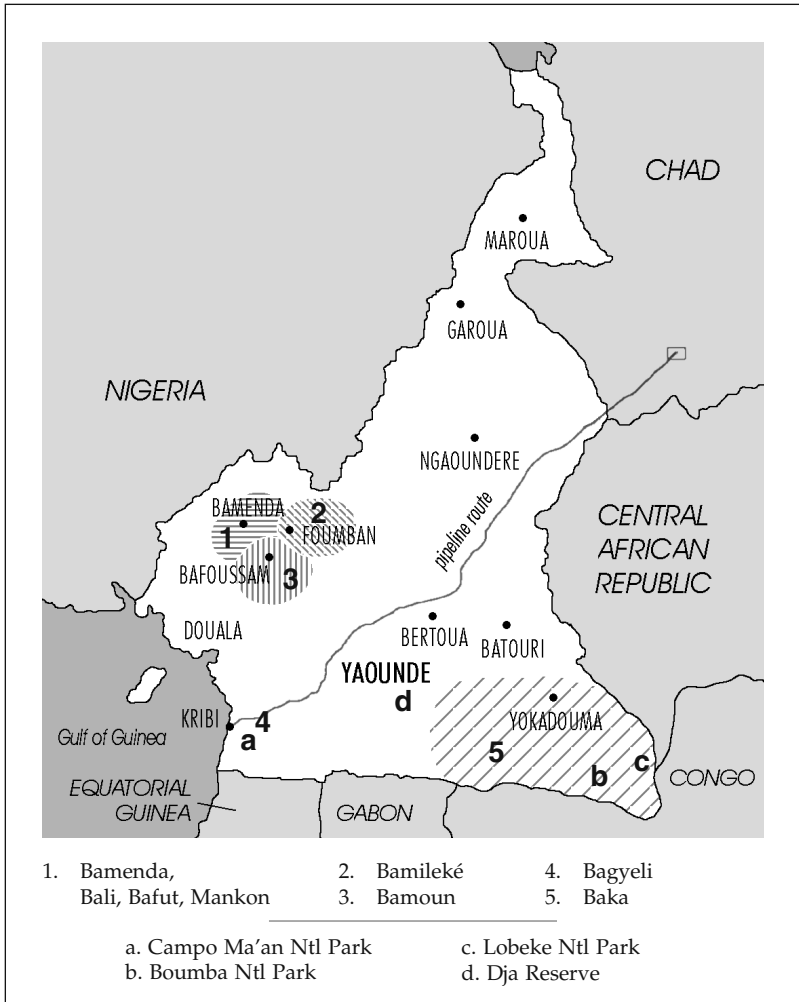 CHAD
MAROUA
GAROUA
NIGERIA
NGAOUNDERE
pipeline route
BAMENDA
2
1
FOUMBAN
CENTRAL
AFRICAN
REPUBLIC
BAFOUSSAM
3
DOUALA
BERTOUA
BATOURI
YAOUNDE
d
KRIBI
4
YOKADOUMA
Gulf of Guinea
a
5
c
b
CONGO
EQUATORIAL
GUINEA
GABON
1. Bamenda,
Bali, Bafut, Mankon
2. Bamileké
3. Bamoun
4. Bagyeli
5. Baka
a. Campo Ma'an Ntl Park
b. Boumba Ntl Park
c. Lobeke Ntl Park
d. Dja Reserve